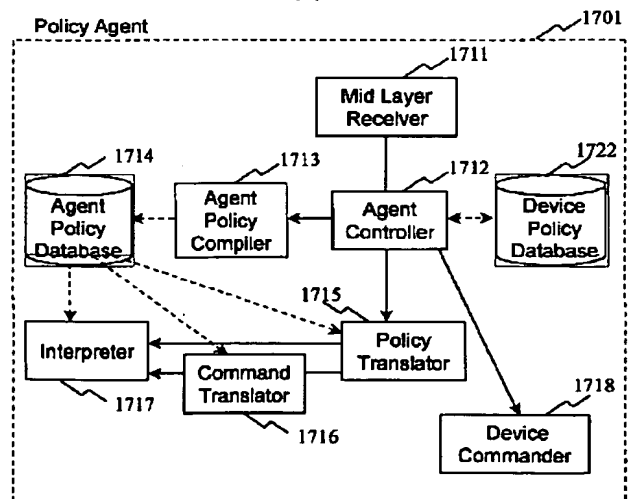 Policy Agent
1701
1711
Mid Layer
Receiver
1714
1713
1712
1722
Agent
Policy
Database
Agent
Policy
Compiler
Agent
Controller
Device
Policy
Database
1715
Interpreter
Policy
Translator
Command
Translator
1717
1716
1718
Device
Commander